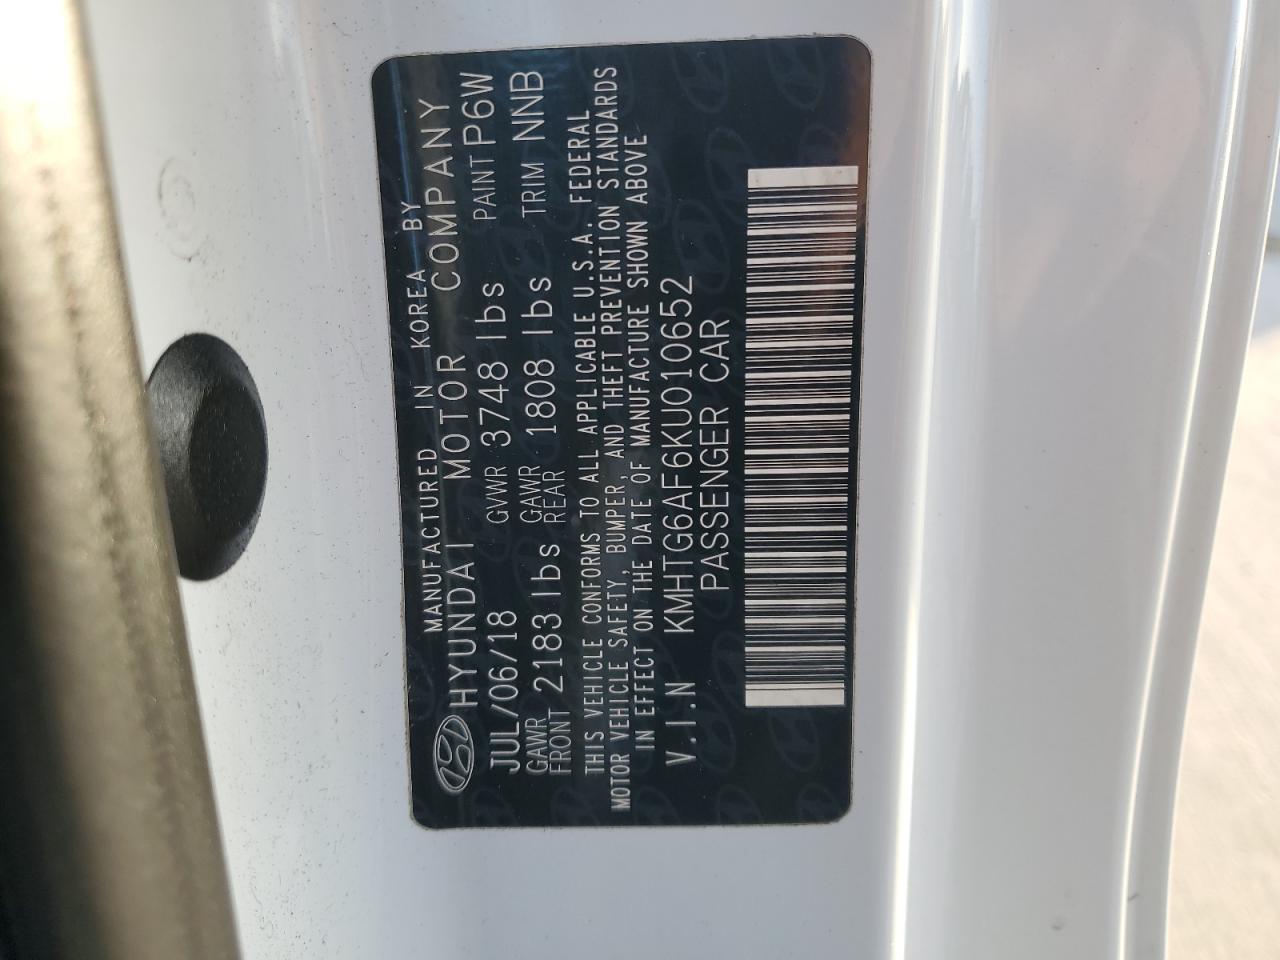 MANUFACTURED IN KOREA BY
HYUNDAI MOTOR COMPANY
JUL/06/18 GVWR 3748 lbs PAINT P6W
GAWR FRONT 2183 lbs GAWR REAR 1808 lbs TRIM NNB
THIS VEHICLE CONFORMS TO ALL APPLICABLE U.S.A. FEDERAL
MOTOR VEHICLE SAFETY, BUMPER, AND THEFT PREVENTION STANDARDS
IN EFFECT ON THE DATE OF MANUFACTURE SHOWN ABOVE
V.I.N KMHTG6AF6KU010652
PASSENGER CAR